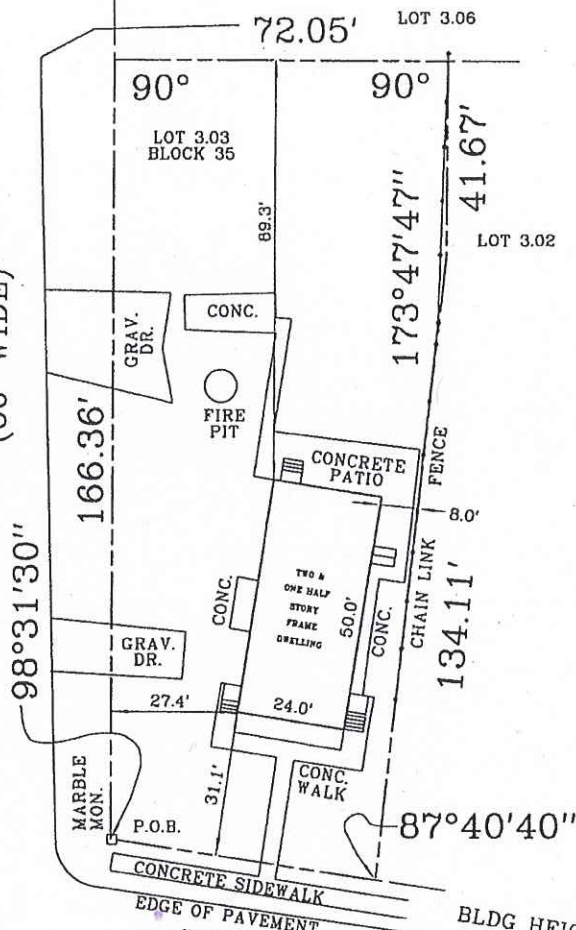 LOT 3.06
72.05'
90°
90°
LOT 3.03
BLOCK 35
41.67'
89.3'
173°47'47"
LOT 3.02
WIDE)
CONC.
GRAV.
DR.
FIRE
PIT
166.36'
CONCRETE
PATIO
FENCE
8.0'
98°31'30"
TWO &
ONE HALF
STORY
FRAME
DWELLING
50.0'
CONC.
CONC.
CHAIN LINK
134.11'
GRAV.
DR.
27.4'
24.0'
31.1'
CONC.
WALK
MARBLE
MON.
P.O.B.
87°40'40"
CONCRETE SIDEWALK
EDGE OF PAVEMENT
BLDG